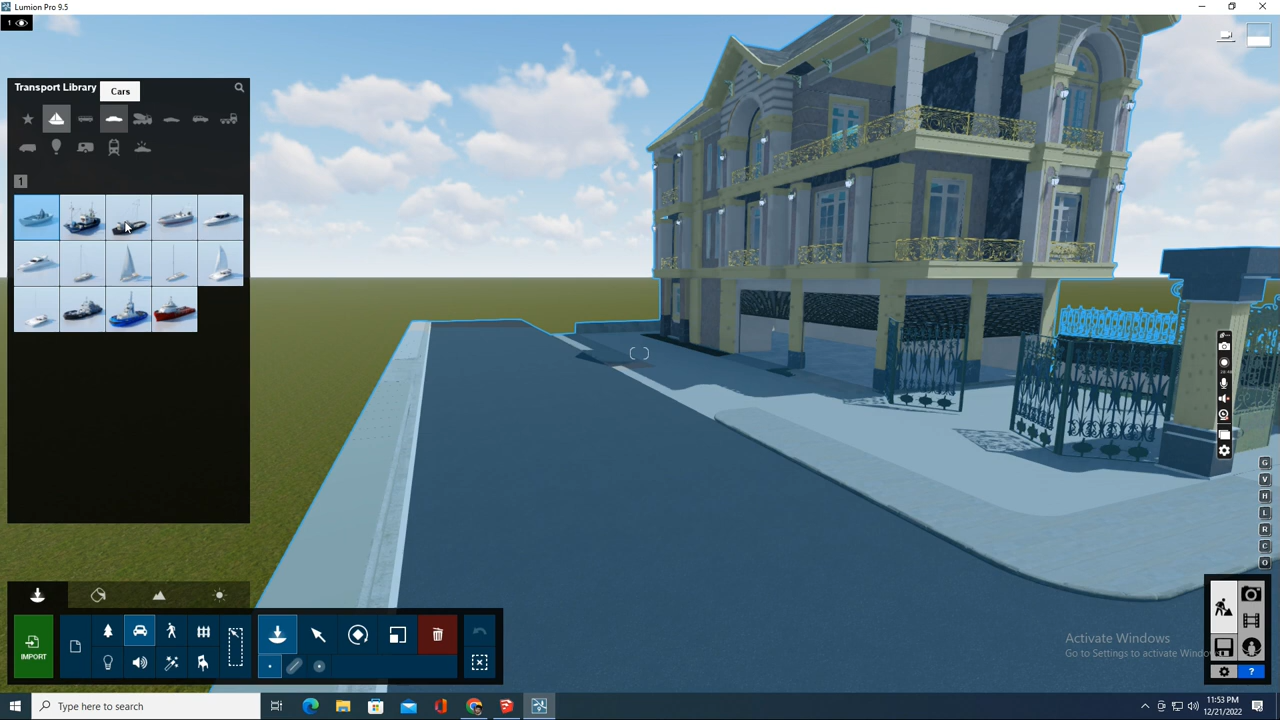 Lumion Pro 9.5
1
Transport Library
Cars
1
IMPORT
G
V
H
L
R
C
O
Activate Windows
Go to Settings to activate Windows
?
Type here to search
11:53 PM
12/21/2022